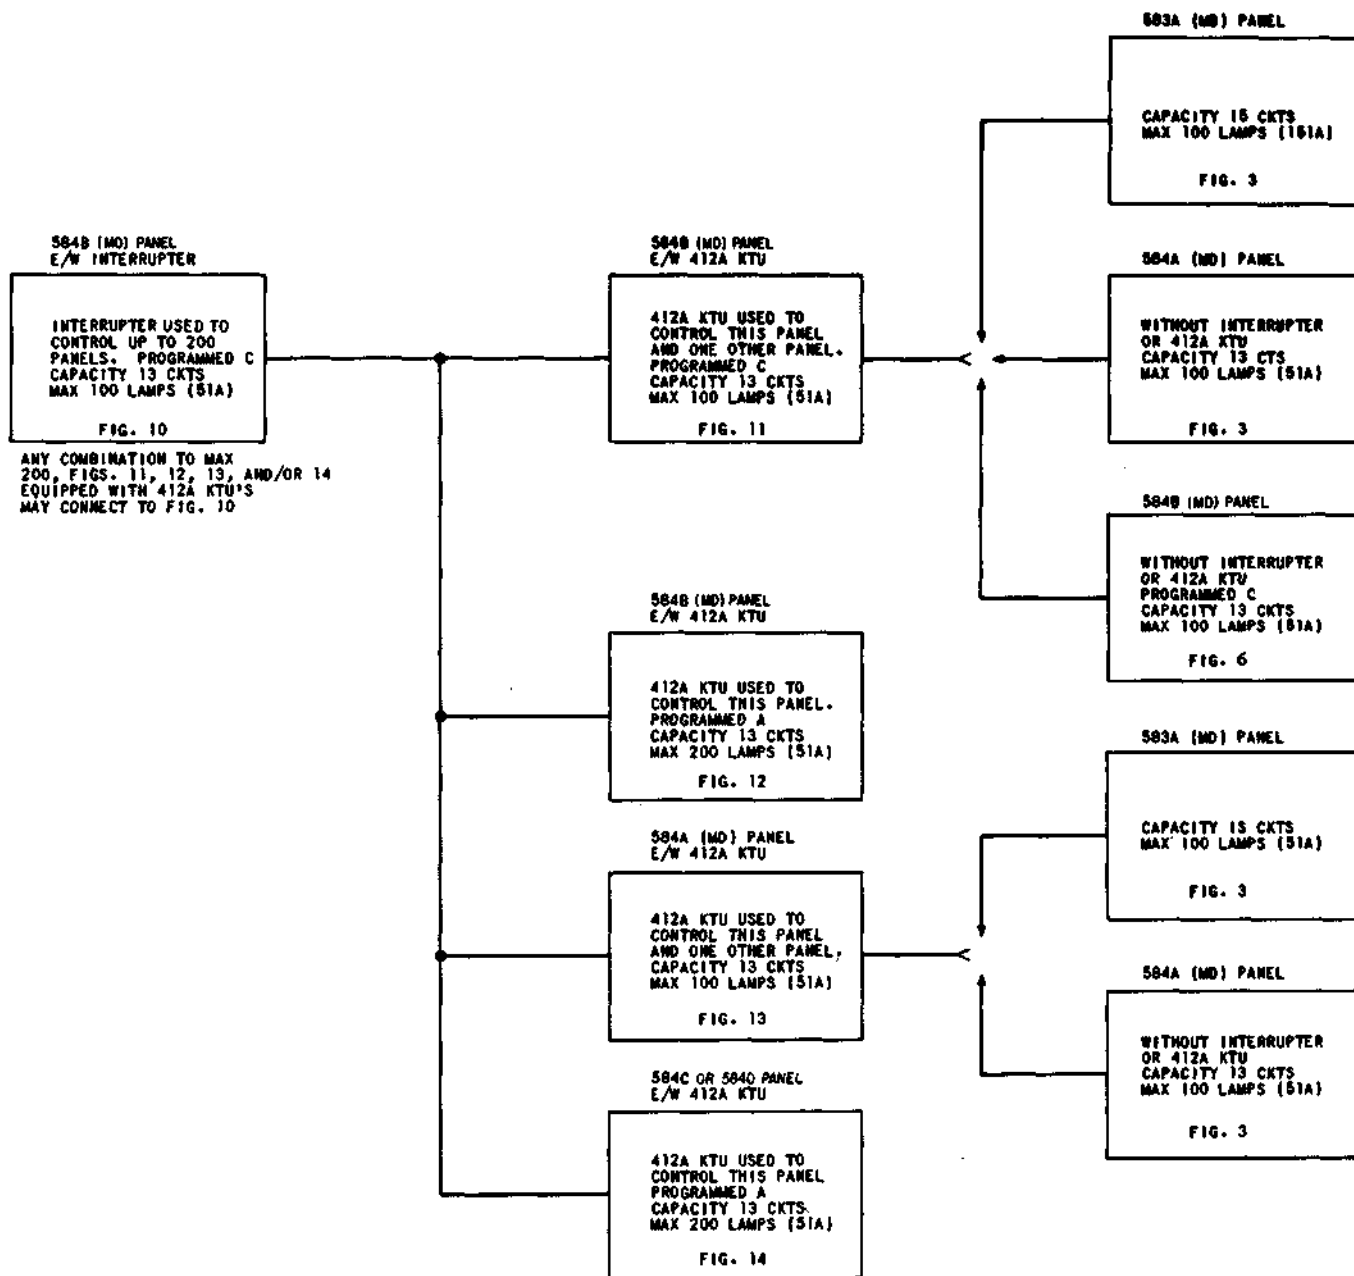 583A (MD) PANEL
CAPACITY 15 CKTS
MAX 100 LAMPS (151A)
FIG. 3
584B (MD) PANEL
E/W INTERRUPTER
INTERRUPTER USED TO
CONTROL UP TO 200
PANELS. PROGRAMMED C
CAPACITY 13 CKTS
MAX 100 LAMPS (51A)
FIG. 10
ANY COMBINATION TO MAX
200, FIGS. 11, 12, 13, AND/OR 14
EQUIPPED WITH 412A KTU'S
MAY CONNECT TO FIG. 10
584B (MD) PANEL
E/W 412A KTU
412A KTU USED TO
CONTROL THIS PANEL
AND ONE OTHER PANEL.
PROGRAMMED C
CAPACITY 13 CKTS
MAX 100 LAMPS (51A)
FIG. 11
584A (MD) PANEL
WITHOUT INTERRUPTER
OR 412A KTU
CAPACITY 13 CTS
MAX 100 LAMPS (51A)
FIG. 3
584B (MD) PANEL
WITHOUT INTERRUPTER
OR 412A KTU
PROGRAMMED C
CAPACITY 13 CKTS
MAX 100 LAMPS (51A)
FIG. 6
584B (MD) PANEL
E/W 412A KTU
412A KTU USED TO
CONTROL THIS PANEL.
PROGRAMMED A
CAPACITY 13 CKTS
MAX 200 LAMPS (51A)
FIG. 12
583A (MD) PANEL
CAPACITY 15 CKTS
MAX 100 LAMPS (51A)
FIG. 3
584A (MD) PANEL
E/W 412A KTU
412A KTU USED TO
CONTROL THIS PANEL
AND ONE OTHER PANEL.
CAPACITY 13 CKTS
MAX 100 LAMPS (51A)
FIG. 13
584A (MD) PANEL
WITHOUT INTERRUPTER
OR 412A KTU
CAPACITY 13 CKTS
MAX 100 LAMPS (51A)
FIG. 3
584C OR 584D PANEL
E/W 412A KTU
412A KTU USED TO
CONTROL THIS PANEL
PROGRAMMED A
CAPACITY 13 CKTS
MAX 200 LAMPS (51A)
FIG. 14